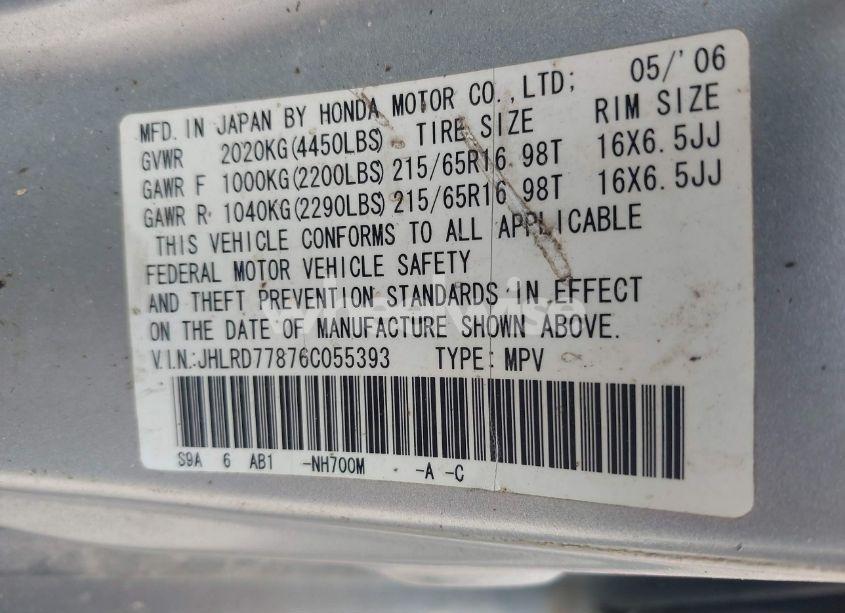 MFD. IN JAPAN BY HONDA MOTOR CO., LTD; 05/'06
GVWR 2020KG(4450LBS) TIRE SIZE RIM SIZE
GAWR F 1000KG(2200LBS) 215/65R16 98T 16X6.5JJ
GAWR R 1040KG(2290LBS) 215/65R16 98T 16X6.5JJ
THIS VEHICLE CONFORMS TO ALL APPLICABLE
FEDERAL MOTOR VEHICLE SAFETY
AND THEFT PREVENTION STANDARDS IN EFFECT
ON THE DATE OF MANUFACTURE SHOWN ABOVE.
V.I.N.:JHLRD77876C055393 TYPE: MPV
S9A 6 AB1 -NH700M -A -C